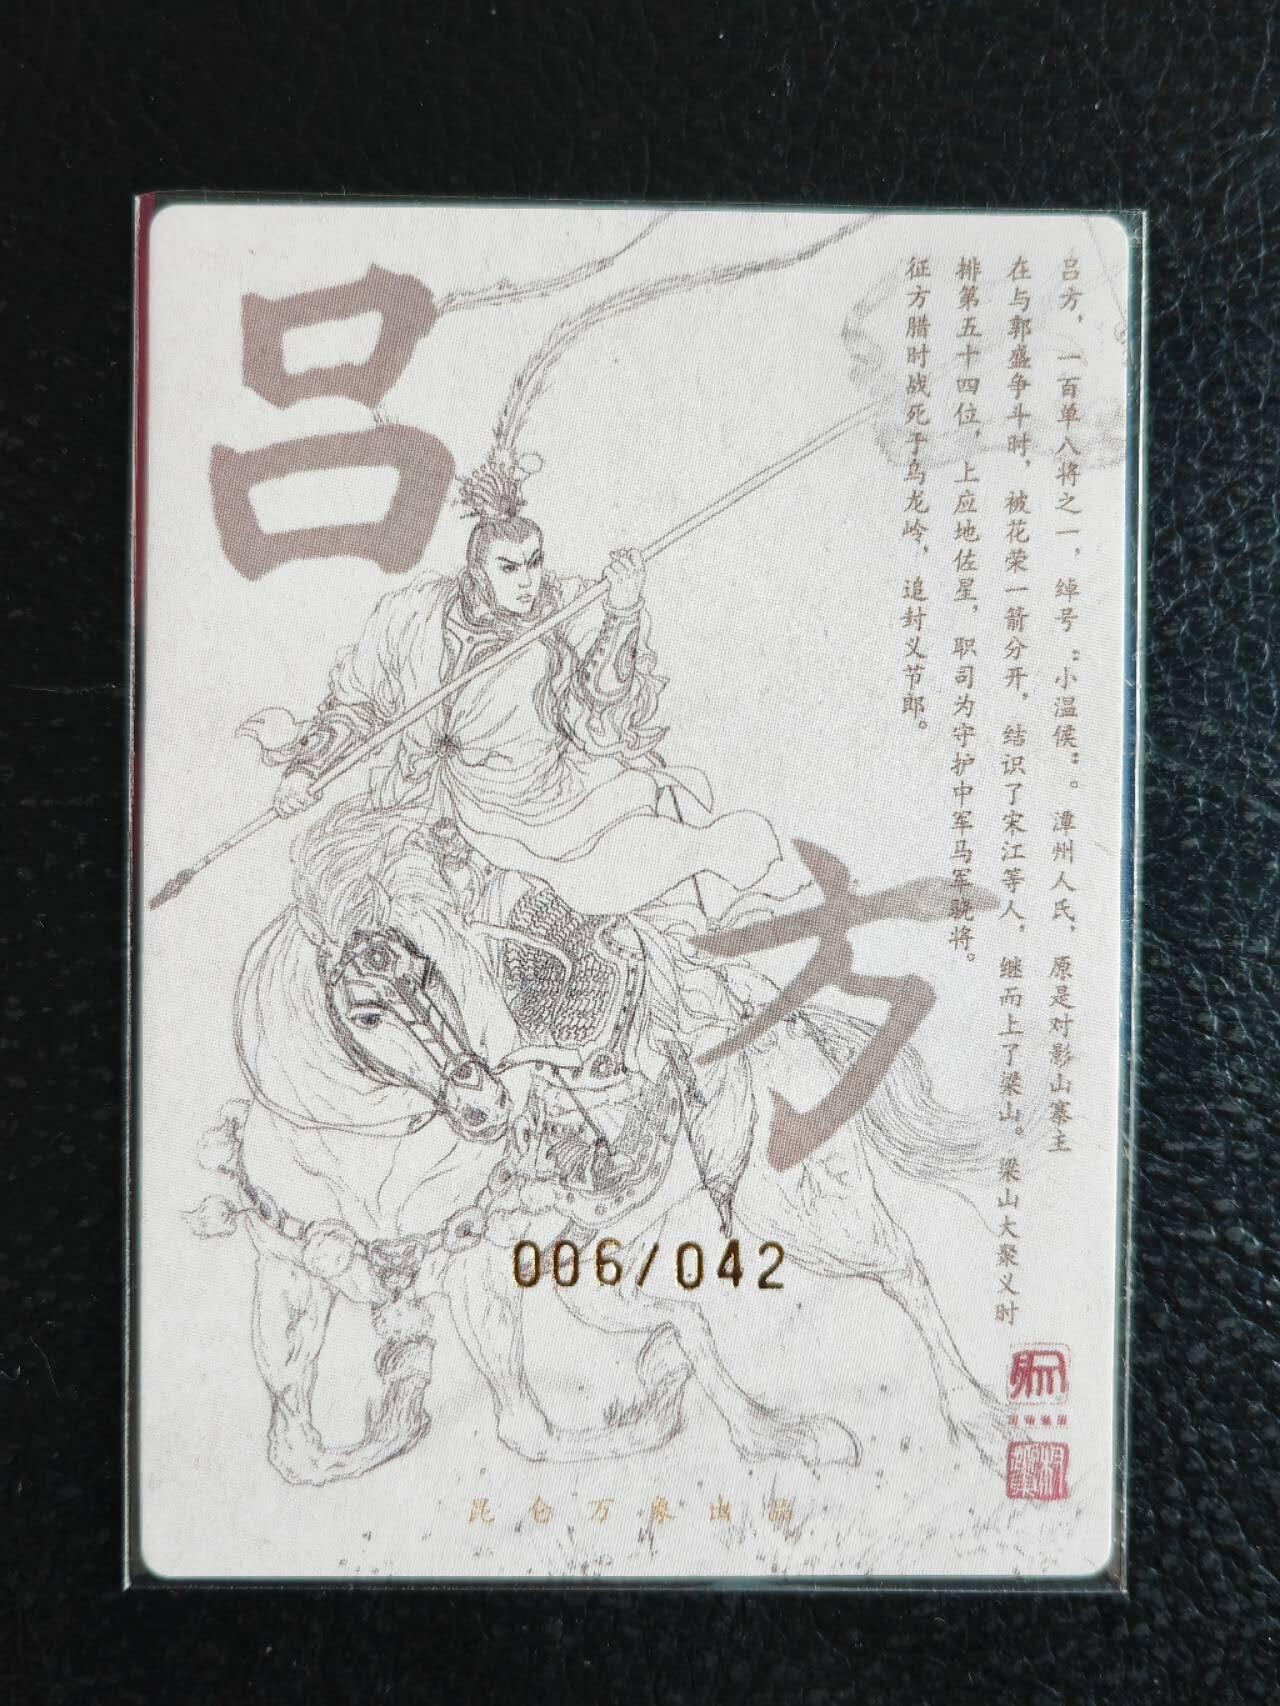 吕方
吕方，一百单八将之一，绰号“小温侯”。潭州人氏，原是对影山寨主
在与郭盛争斗时，被花荣一箭分开，结识了宋江等人，继而上了梁山。梁山大聚义时
排第五十四位，上应地佐星，职司为守护中军马军骁将。
征方腊时战死于乌龙岭，追封义节郎。
006/042
昆仑万象出品